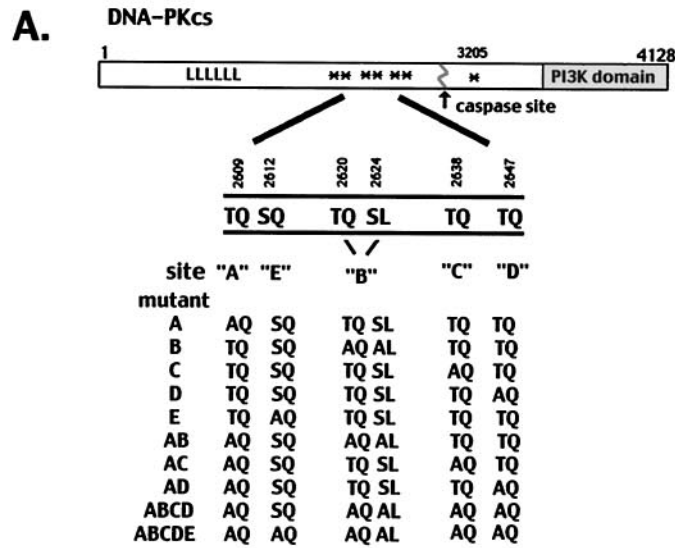 A.
DNA-PKcs
1 3205 4128
LLLLLL ** ** ** * PI3K domain
caspase site
2609 2612 2620 2624 2638 2647
TQ SQ TQ SL TQ TQ
site "A" "E" "B" "C" "D"
mutant
A AQ SQ TQ SL TQ TQ
B TQ SQ AQ AL TQ TQ
C TQ SQ TQ SL AQ TQ
D TQ SQ TQ SL TQ AQ
E TQ AQ TQ SL TQ TQ
AB AQ SQ AQ AL TQ TQ
AC AQ SQ TQ SL AQ TQ
AD AQ SQ TQ SL TQ AQ
ABCD AQ SQ AQ AL AQ AQ
ABCDE AQ AQ AQ AL AQ AQ